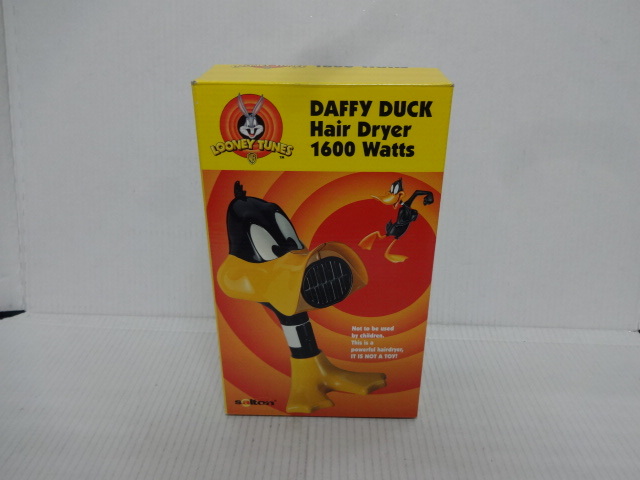 DAFFY DUCK
Hair Dryer
1600 Watts
LOONEY TUNES
WB
Not to be used
by children.
This is a
powerful hairdryer,
IT IS NOT A TOY!
salton